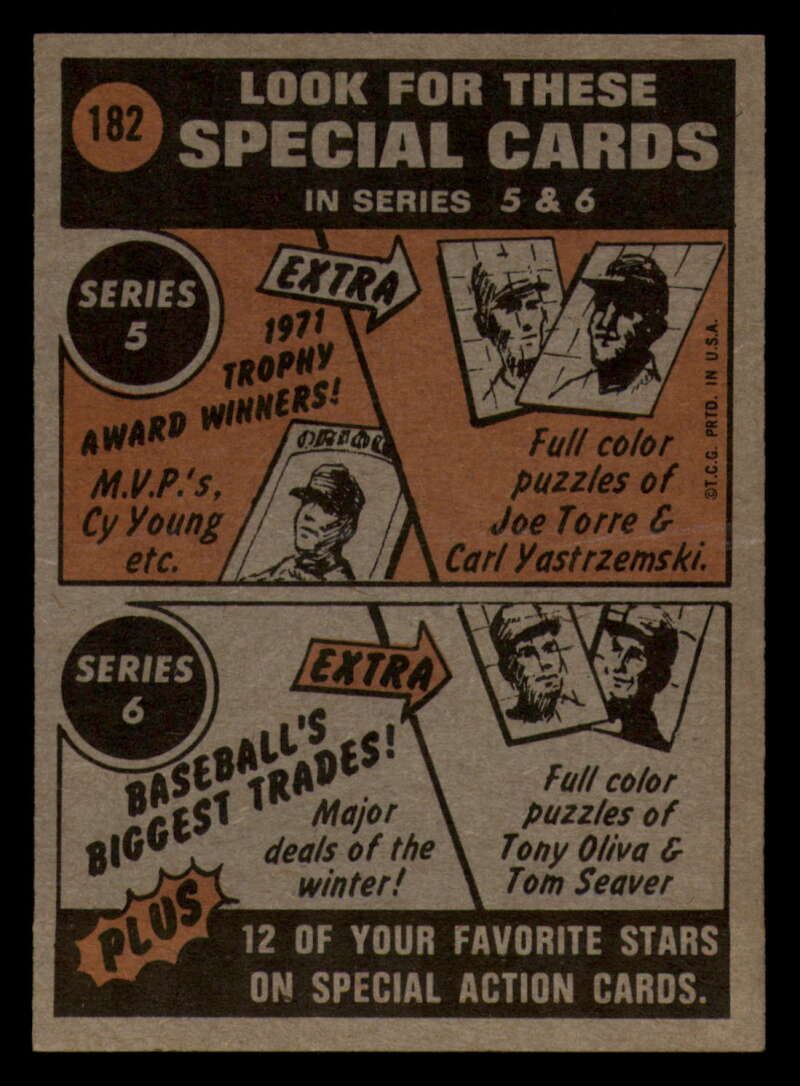 182
LOOK FOR THESE
SPECIAL CARDS
IN SERIES 5 & 6
SERIES
5
EXTRA
1971
TROPHY
AWARD WINNERS!
M.V.P.'s,
Cy Young
etc.
Full color
puzzles of
Joe Torre &
Carl Yastrzemski.
©T.C.G. PRTD. IN U.S.A.
SERIES
6
EXTRA
BASEBALL'S
BIGGEST TRADES!
Major
deals of the
winter!
Full color
puzzles of
Tony Oliva &
Tom Seaver
PLUS
12 OF YOUR FAVORITE STARS
ON SPECIAL ACTION CARDS.